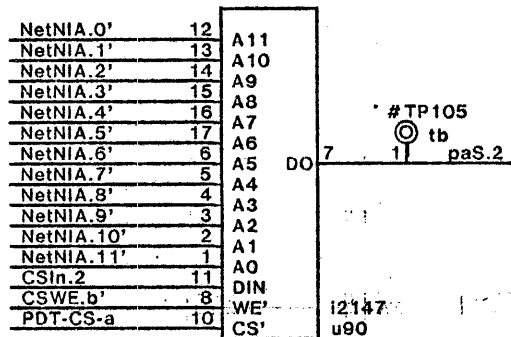 NetNIA.0' 12 A11
NetNIA.1' 13 A10
NetNIA.2' 14 A9
NetNIA.3' 15 A8
NetNIA.4' 16 A7
NetNIA.5' 17 A6
NetNIA.6' 6 A5
NetNIA.7' 5 A4
NetNIA.8' 4 A3
NetNIA.9' 3 A2
NetNIA.10' 2 A1
NetNIA.11' 1 A0
CSIn.2 11 DIN
CSWE.b' 8 WE'
PDT-CS-a 10 CS'
DO 7 1 paS.2
#TP105
tb
i2147
u90